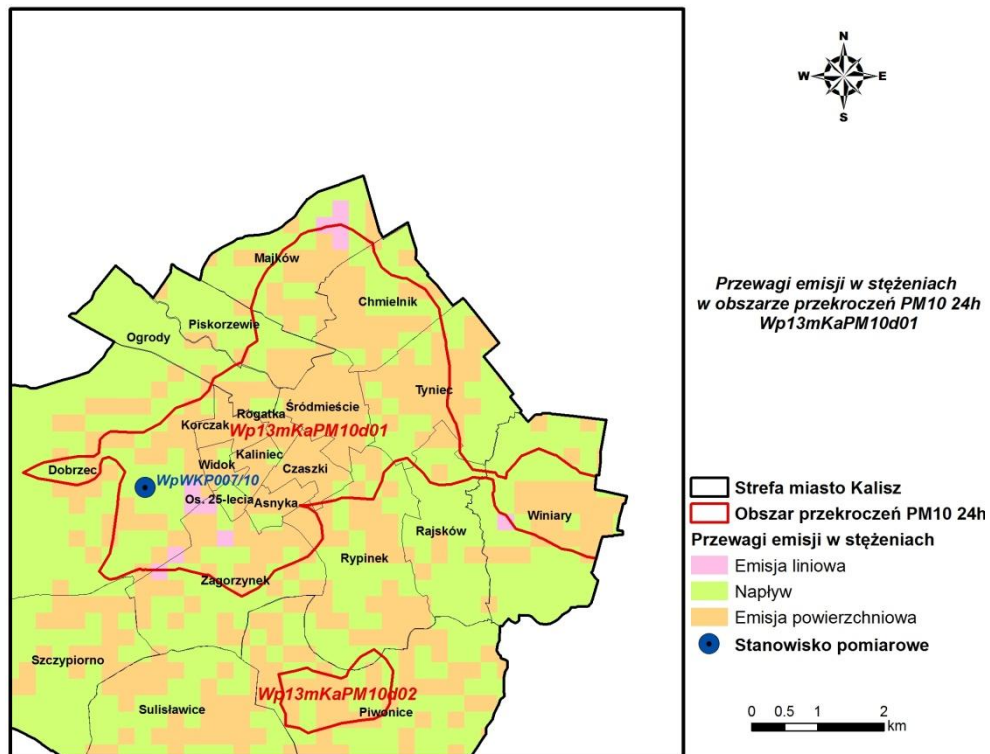 N
W E
S
Przewagi emisji w stężeniach
w obszarze przekroczeń PM10 24h
Wp13mKaPM10d01
Majków
Chmielnik
Piskorzewie
Ogrody
Tyniec
Śródmieście
Rogatka
Korczak
Wp13mKaPM10d01
Kaliniec
Widok
Czaszki
Dobrzec
WpWKP007/10
Os. 25-lecia
Asnyka
Winiary
Rajsków
Rypinek
Zagorzynek
Szczypiorno
Wp13mKaPM10d02
Sulisławice
Piwonice
Strefa miasto Kalisz
Obszar przekroczeń PM10 24h
Przewagi emisji w stężeniach
Emisja liniowa
Napływ
Emisja powierzchniowa
Stanowisko pomiarowe
0 0.5 1 2
km